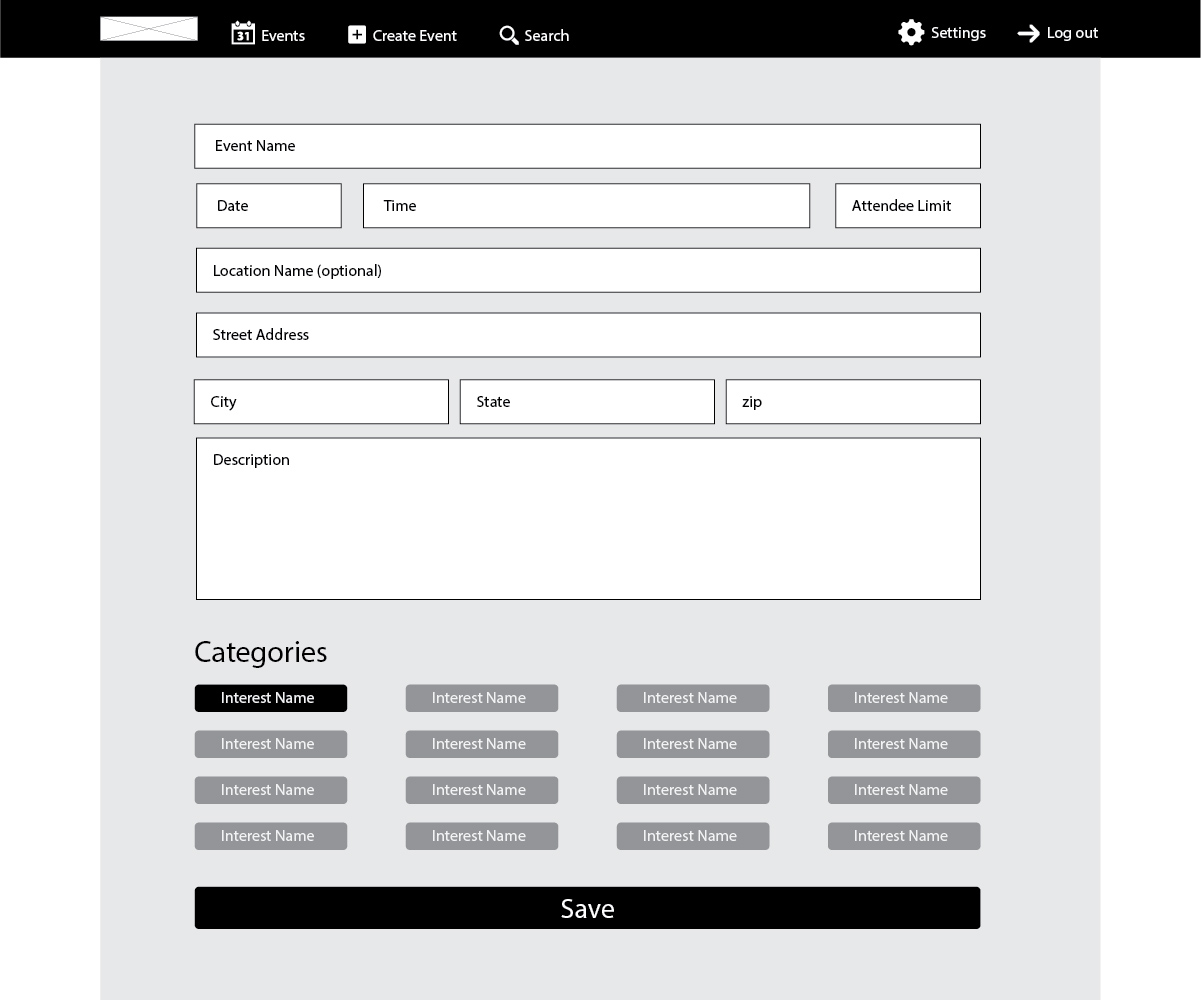 31 Events Create Event Search Settings Log out
Event Name
Date Time Attendee Limit
Location Name (optional)
Street Address
City State zip
Description
Categories
Interest Name Interest Name Interest Name Interest Name
Interest Name Interest Name Interest Name Interest Name
Interest Name Interest Name Interest Name Interest Name
Interest Name Interest Name Interest Name Interest Name
Save